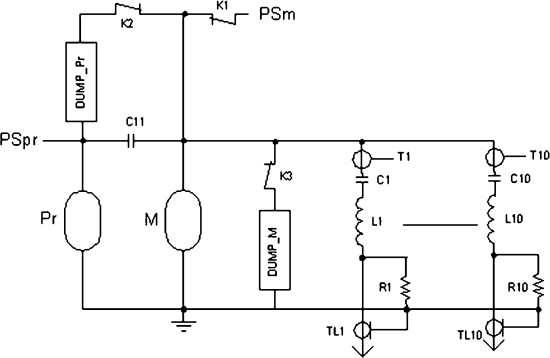 K1
PSm
K2
DUMP_Pr
C11
PSpr
T1
T10
K3
C1
C10
Pr
M
L1
L10
DUMP_M
R1
R10
TL1
TL10